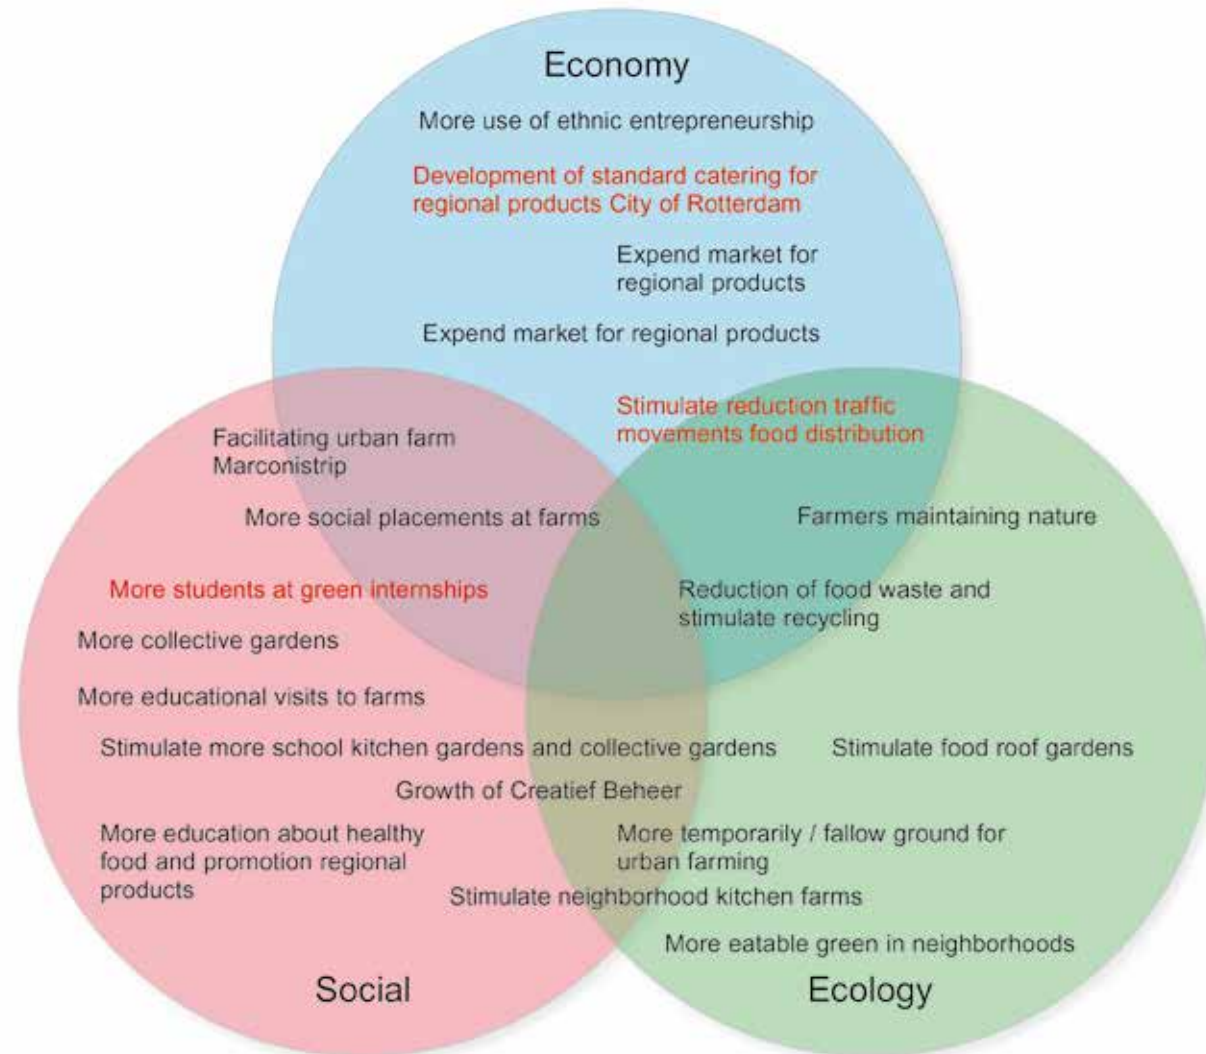 Economy
More use of ethnic entrepreneurship
Development of standard catering for
regional products City of Rotterdam
Expend market for
regional products
Expend market for regional products
Stimulate reduction traffic
movements food distribution
Facilitating urban farm
Marconistrip
More social placements at farms
Farmers maintaining nature
More students at green internships
Reduction of food waste and
stimulate recycling
More collective gardens
More educational visits to farms
Stimulate more school kitchen gardens and collective gardens
Stimulate food roof gardens
Growth of Creatief Beheer
More education about healthy
food and promotion regional
products
More temporarily / fallow ground for
urban farming
Stimulate neighborhood kitchen farms
More eatable green in neighborhoods
Social
Ecology